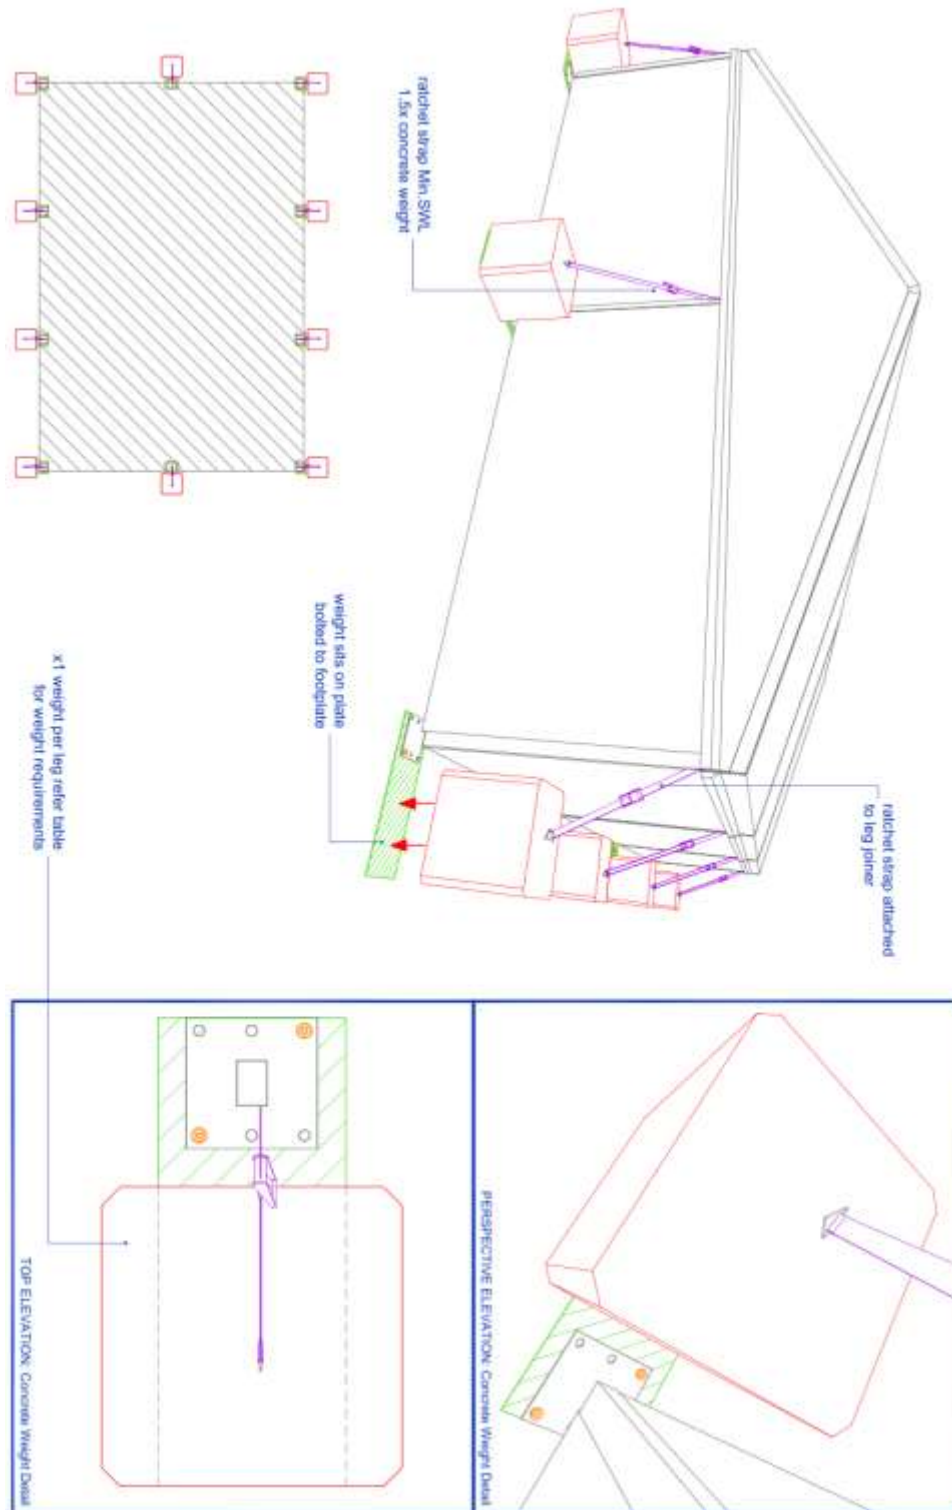 ratchet strap Min.SWL
1.5x concrete weight
ratchet strap attached
to leg joiner
weight sits on plate
bolted to footplate
x1 weight per leg refer table
for weight requirements
PERSPECTIVE ELEVATION: Concrete Weight Detail
TOP ELEVATION: Concrete Weight Detail